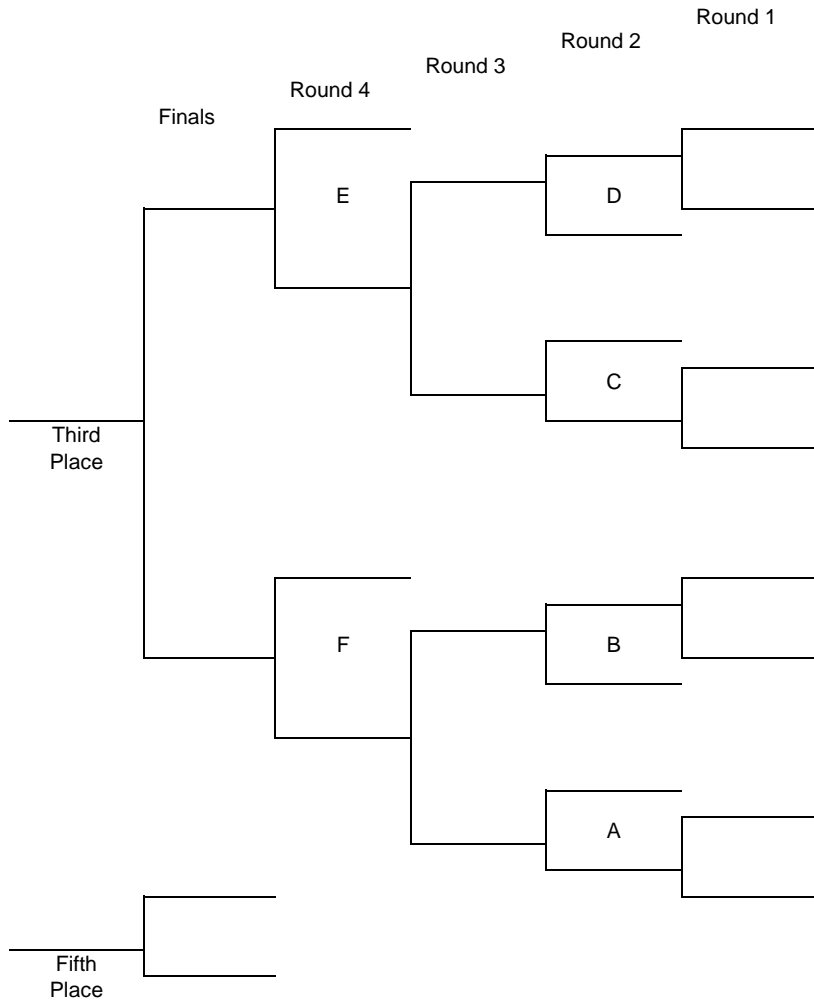 Round 1
Round 2
Round 3
Round 4
Finals
E
D
C
Third
Place
F
B
A
Fifth
Place